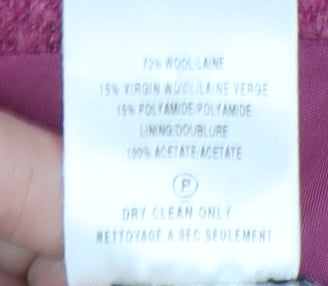 70% WOOL/LAINE
15% VIRGIN WOOL/LAINE VERGE
15% POLYAMIDE/POLYAMIDE
LINING/DOUBLURE
100% ACETATE/ACETATE
P
DRY CLEAN ONLY
NETTOYAGE A SEC SEULEMENT